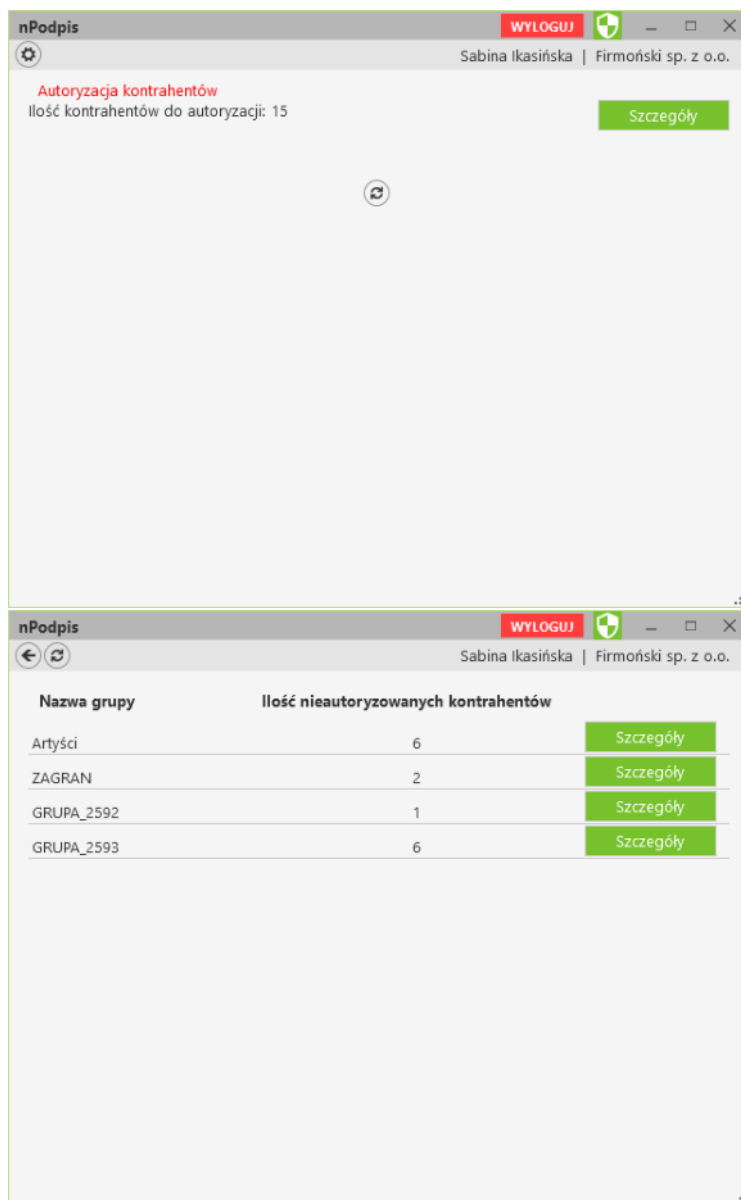 nPodpis WYLOGUJ
Sabina Ikasińska | Firmoński sp. z o.o.
Autoryzacja kontrahentów
Ilość kontrahentów do autoryzacji: 15
Szczegóły
nPodpis WYLOGUJ
Sabina Ikasińska | Firmoński sp. z o.o.
Nazwa grupy Ilość nieautoryzowanych kontrahentów
Artyści 6 Szczegóły
ZAGRAN 2 Szczegóły
GRUPA_2592 1 Szczegóły
GRUPA_2593 6 Szczegóły